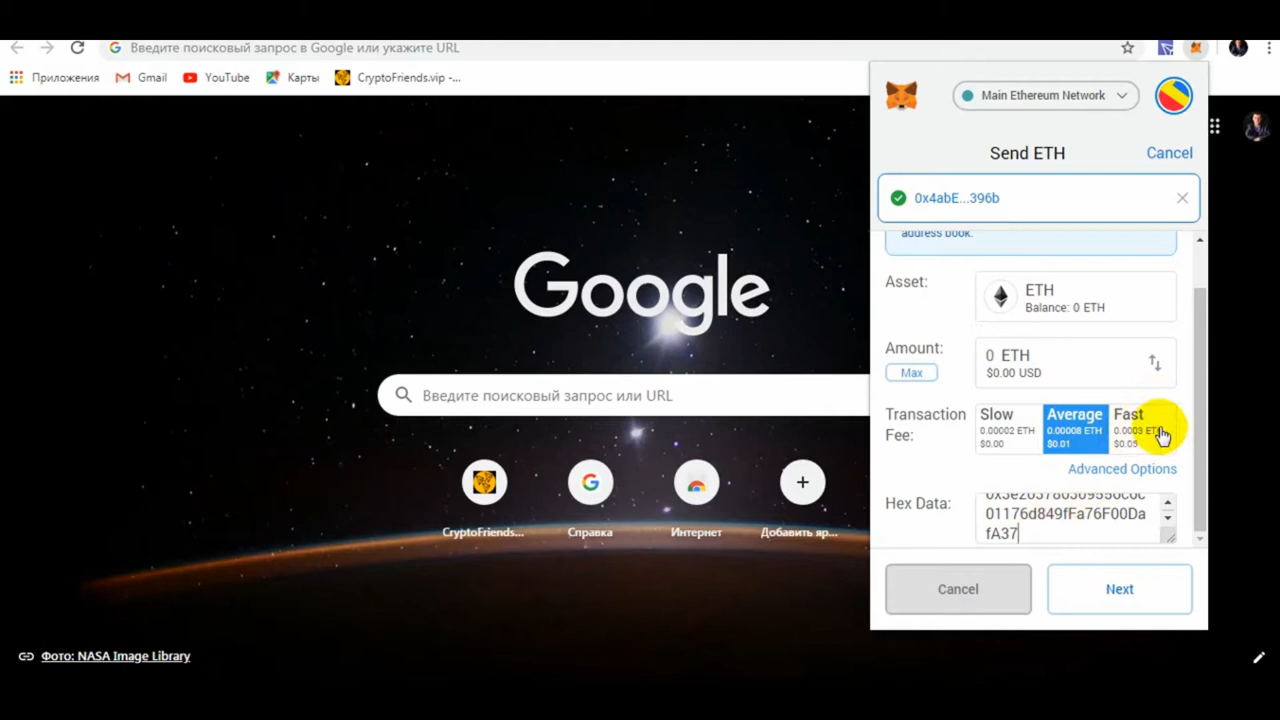 Введите поисковый запрос в Google или укажите URL
Приложения
Gmail
YouTube
Карты
CryptoFriends.vip -...
Main Ethereum Network
Send ETH
Cancel
0x4abE...396b
address book.
Asset:
ETH
Balance: 0 ETH
Amount:
Max
0 ETH
$0.00 USD
Transaction
Fee:
Slow
0.00002 ETH
$0.00
Average
0.00008 ETH
$0.01
Fast
0.0003 ETH
Advanced Options
Hex Data:
01176d849fFa76F00Da
fA37
Cancel
Next
Google
Введите поисковый запрос или URL
CryptoFriends...
Справка
Интернет
Добавить яр...
Фото: NASA Image Library